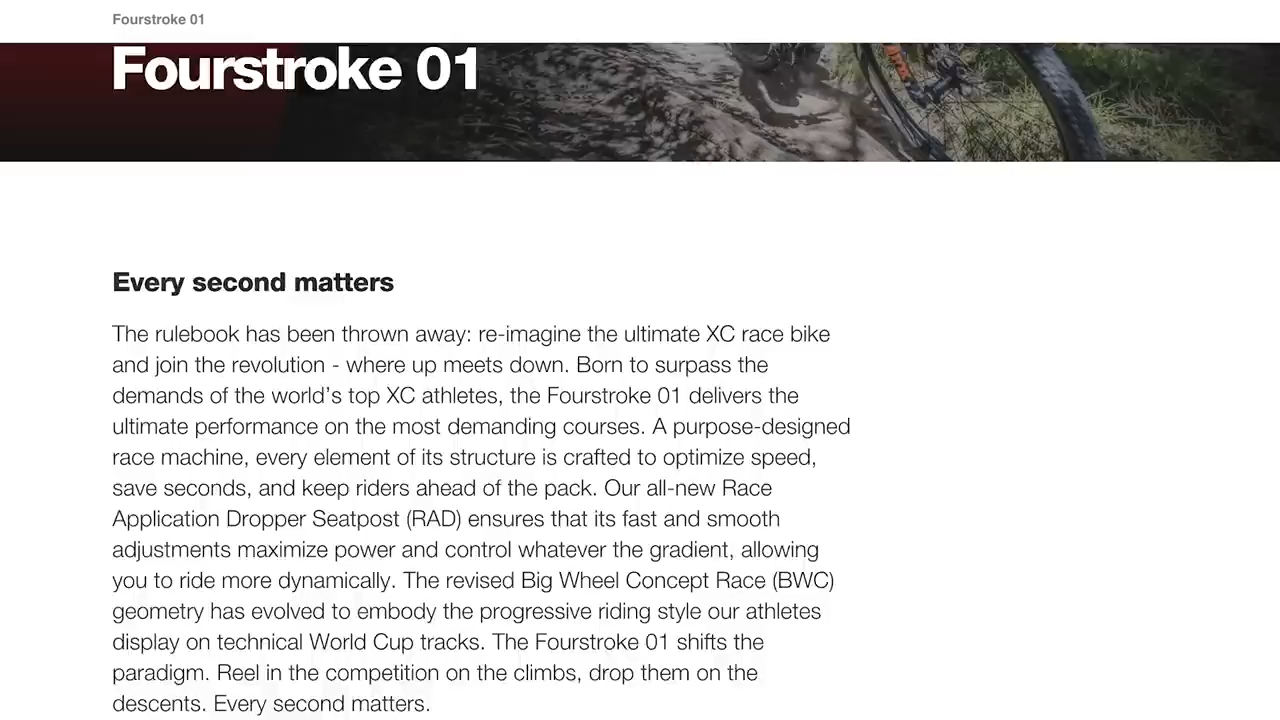 Fourstroke 01
Fourstroke 01
Every second matters
The rulebook has been thrown away: re-imagine the ultimate XC race bike
and join the revolution - where up meets down. Born to surpass the
demands of the world’s top XC athletes, the Fourstroke 01 delivers the
ultimate performance on the most demanding courses. A purpose-designed
race machine, every element of its structure is crafted to optimize speed,
save seconds, and keep riders ahead of the pack. Our all-new Race
Application Dropper Seatpost (RAD) ensures that its fast and smooth
adjustments maximize power and control whatever the gradient, allowing
you to ride more dynamically. The revised Big Wheel Concept Race (BWC)
geometry has evolved to embody the progressive riding style our athletes
display on technical World Cup tracks. The Fourstroke 01 shifts the
paradigm. Reel in the competition on the climbs, drop them on the
descents. Every second matters.